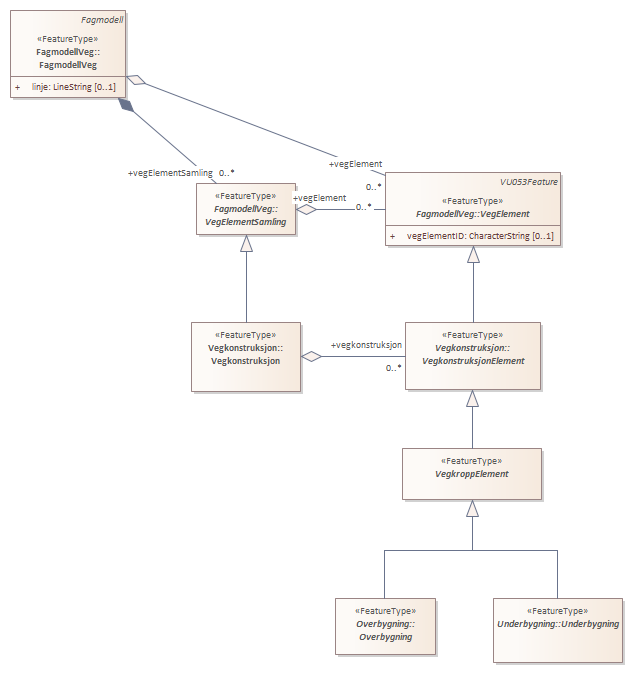 Fagmodell
«FeatureType»
FagmodellVeg::
FagmodellVeg
+ linje: LineString [0..1]
+vegElement
+vegElementSamling 0..*
0..*
VU053Feature
«FeatureType»
FagmodellVeg::
VegElementSamling
+vegElement
0..*
«FeatureType»
FagmodellVeg::VegElement
+ vegElementID: CharacterString [0..1]
«FeatureType»
Vegkonstruksjon::
Vegkonstruksjon
+vegkonstruksjon
0..*
«FeatureType»
Vegkonstruksjon::
VegkonstruksjonElement
«FeatureType»
VegkroppElement
«FeatureType»
Overbygning::
Overbygning
«FeatureType»
Underbygning::Underbygning